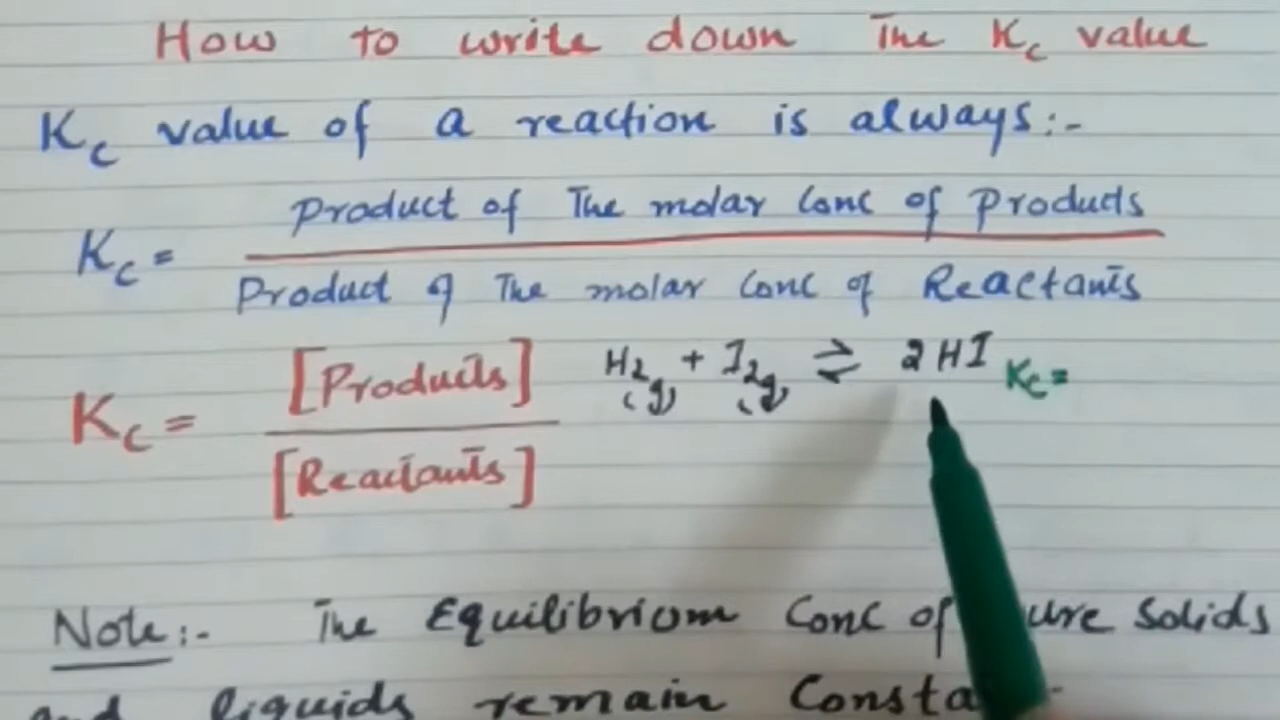 How to write down The Kc value
Kc value of a reaction is always:-
Kc = Product of The molar Conc of Products
Product of The molar Conc of Reactants
Kc = [Products] H2(g) + I2(g) ⇌ 2HI Kc =
[Reactants]
Note:- The Equilibrium Conc of Solids
and liquids remain